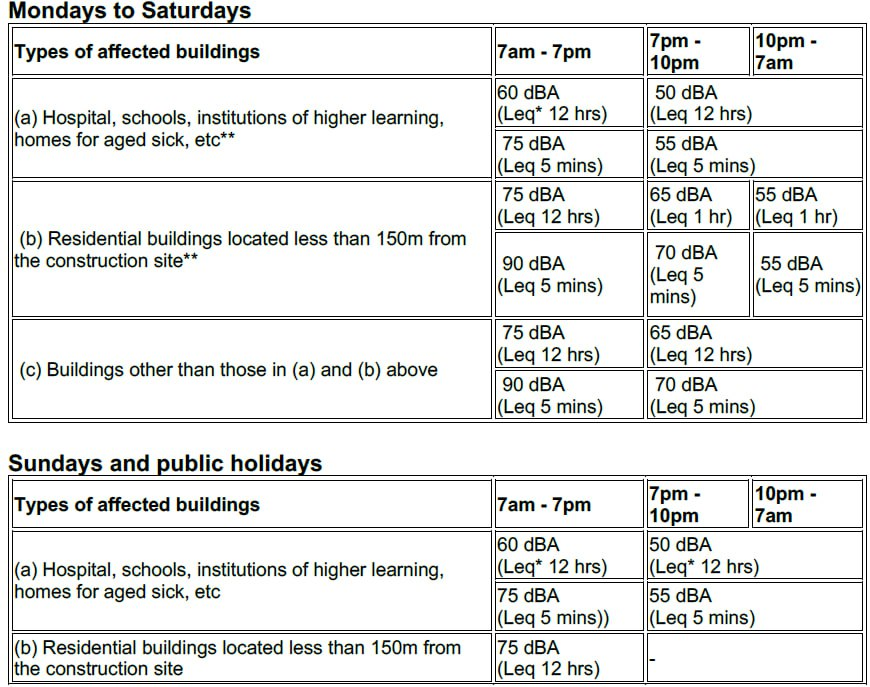 Mondays to Saturdays
Types of affected buildings
7am - 7pm
7pm -
10pm
10pm -
7am
(a) Hospital, schools, institutions of higher learning,
homes for aged sick, etc**
60 dBA
(Leq* 12 hrs)
50 dBA
(Leq 12 hrs)
75 dBA
(Leq 5 mins)
55 dBA
(Leq 5 mins)
(b) Residential buildings located less than 150m from
the construction site**
75 dBA
(Leq 12 hrs)
65 dBA
(Leq 1 hr)
55 dBA
(Leq 1 hr)
90 dBA
(Leq 5 mins)
70 dBA
(Leq 5
mins)
55 dBA
(Leq 5 mins)
(c) Buildings other than those in (a) and (b) above
75 dBA
(Leq 12 hrs)
65 dBA
(Leq 12 hrs)
90 dBA
(Leq 5 mins)
70 dBA
(Leq 5 mins)
Sundays and public holidays
Types of affected buildings
7am - 7pm
7pm -
10pm
10pm -
7am
(a) Hospital, schools, institutions of higher learning,
homes for aged sick, etc
60 dBA
(Leq* 12 hrs)
50 dBA
(Leq* 12 hrs)
75 dBA
(Leq 5 mins))
55 dBA
(Leq 5 mins)
(b) Residential buildings located less than 150m from
the construction site
75 dBA
(Leq 12 hrs)
-